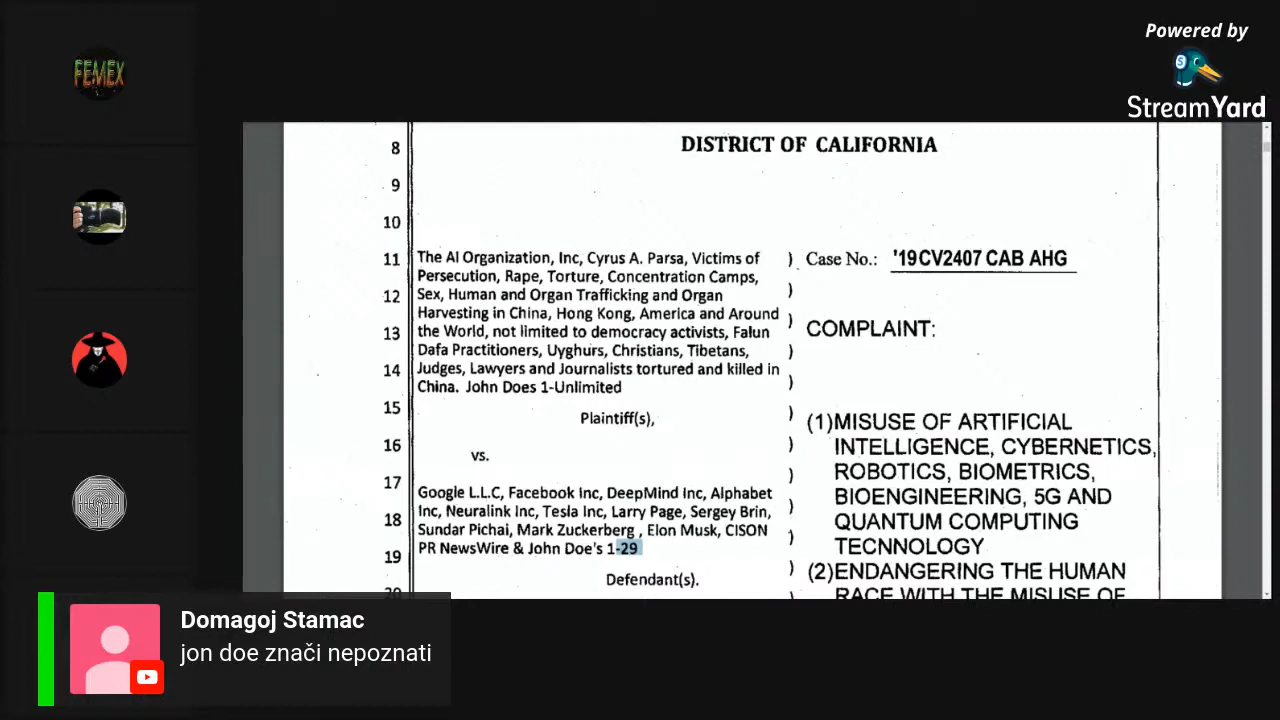 FEMEX
Powered by
StreamYard
8
DISTRICT OF CALIFORNIA
9
10
11
The AI Organization, Inc, Cyrus A. Parsa, Victims of
Persecution, Rape, Torture, Concentration Camps,
12
Sex, Human and Organ Trafficking and Organ
Harvesting in China, Hong Kong, America and Around
13
the World, not limited to democracy activists, Falun
Dafa Practitioners, Uyghurs, Christians, Tibetans,
14
Judges, Lawyers and Journalists tortured and killed in
China. John Does 1-Unlimited
15
Plaintiff(s),
16
vs.
17
Google L.L.C, Facebook Inc, DeepMind Inc, Alphabet
Inc, Neuralink Inc, Tesla Inc, Larry Page, Sergey Brin,
18
Sundar Pichai, Mark Zuckerberg , Elon Musk, CISON
19
PR NewsWire & John Doe's 1-29
Defendant(s).
20
)
)
)
)
)
)
)
)
)
)
)
Case No.: '19CV2407 CAB AHG
COMPLAINT:
(1)MISUSE OF ARTIFICIAL
INTELLIGENCE, CYBERNETICS,
ROBOTICS, BIOMETRICS,
BIOENGINEERING, 5G AND
QUANTUM COMPUTING
TECNNOLOGY
(2)ENDANGERING THE HUMAN
RACE WITH THE MISUSE OF
Domagoj Stamac
jon doe znači nepoznati